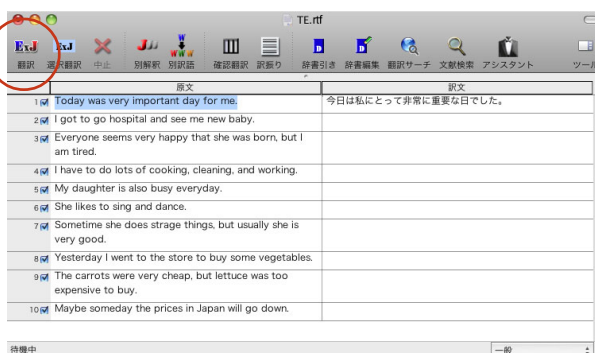 TE.rtf
ExJ ExJ
翻訳 選択翻訳 中止 別解釈 別訳語 確認翻訳 訳振り 辞書引き 辞書編集 翻訳サーチ 文献検索 アシスタント ツー
原文 訳文
1 Today was very important day for me. 今日は私にとって非常に重要な日でした。
2 I got to go hospital and see me new baby.
3 Everyone seems very happy that she was born, but I
am tired.
4 I have to do lots of cooking, cleaning, and working.
5 My daughter is also busy everyday.
6 She likes to sing and dance.
7 Sometime she does strage things, but usually she is
very good.
8 Yesterday I went to the store to buy some vegetables.
9 The carrots were very cheap, but lettuce was too
expensive to buy.
10 Maybe someday the prices in Japan will go down.
待機中 一般